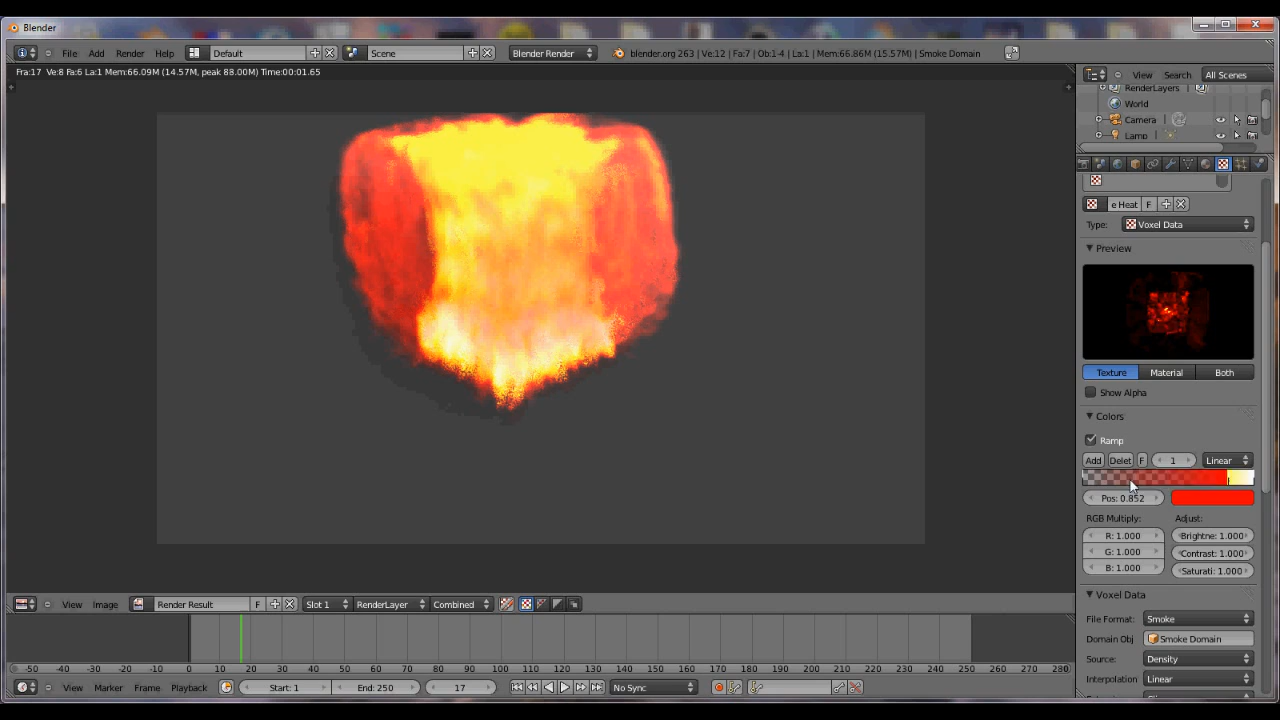 Blender
File Add Render Help Default Scene Blender Render blender.org 263 | Ve:12 | Fa:7 | Ob:1-4 | La:1 | Mem:66.86M (15.57M) | Smoke Domain
Fra:17 Ve:8 Fa:6 La:1 Mem:66.09M (14.57M, peak 88.00M) Time:00:01.65
View Search All Scenes
RenderLayers
World
Camera
Lamp
e Heat F
Type: Voxel Data
Preview
Texture Material Both
Show Alpha
Colors
Ramp
Add Delet F 1 Linear
Pos: 0.852
RGB Multiply: Adjust:
R: 1.000 Brightne: 1.000
G: 1.000 Contrast: 1.000
B: 1.000 Saturati: 1.000
Voxel Data
File Format: Smoke
Domain Obj Smoke Domain
Source: Density
Interpolation Linear
View Image Render Result F Slot 1 RenderLayer Combined
-50 -40 -30 -20 -10 0 10 20 30 40 50 60 70 80 90 100 110 120 130 140 150 160 170 180 190 200 210 220 230 240 250 260 270 280
View Marker Frame Playback Start: 1 End: 250 17 No Sync